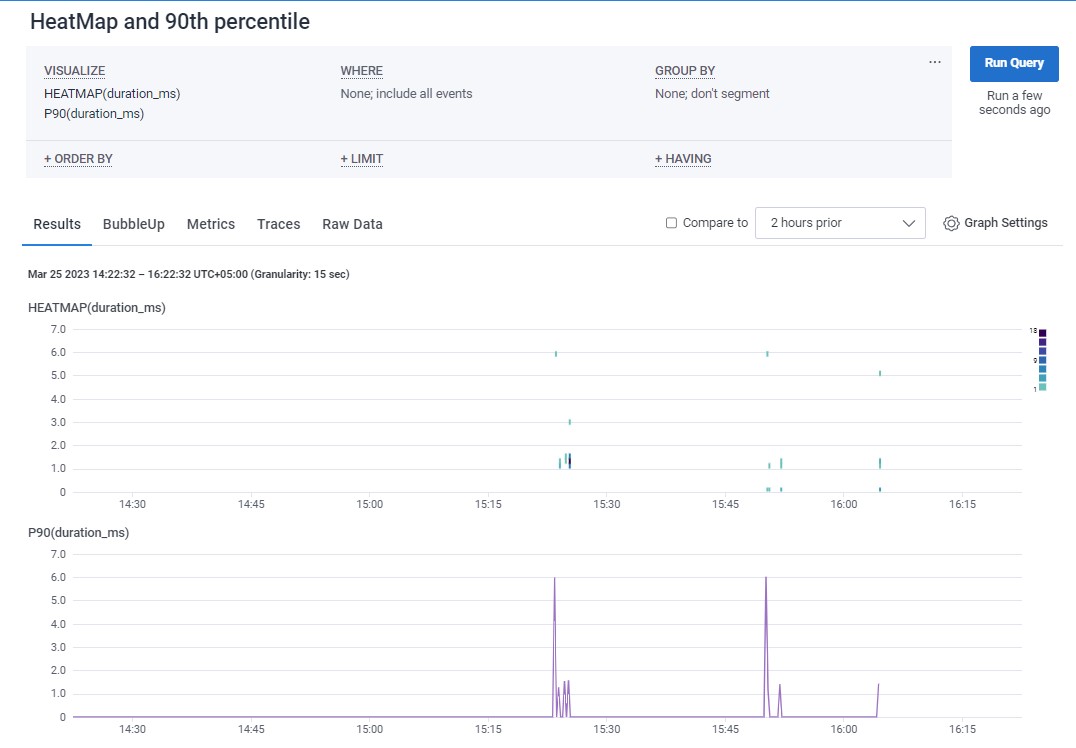 HeatMap and 90th percentile
VISUALIZE
HEATMAP(duration_ms)
P90(duration_ms)
WHERE
None; include all events
GROUP BY
None; don't segment
...
Run Query
Run a few
seconds ago
+ ORDER BY
+ LIMIT
+ HAVING
Results BubbleUp Metrics Traces Raw Data
Compare to 2 hours prior Graph Settings
Mar 25 2023 14:22:32 – 16:22:32 UTC+05:00 (Granularity: 15 sec)
HEATMAP(duration_ms)
7.0
6.0
5.0
4.0
3.0
2.0
1.0
0
14:30 14:45 15:00 15:15 15:30 15:45 16:00 16:15
18
9
1
P90(duration_ms)
7.0
6.0
5.0
4.0
3.0
2.0
1.0
0
14:30 14:45 15:00 15:15 15:30 15:45 16:00 16:15